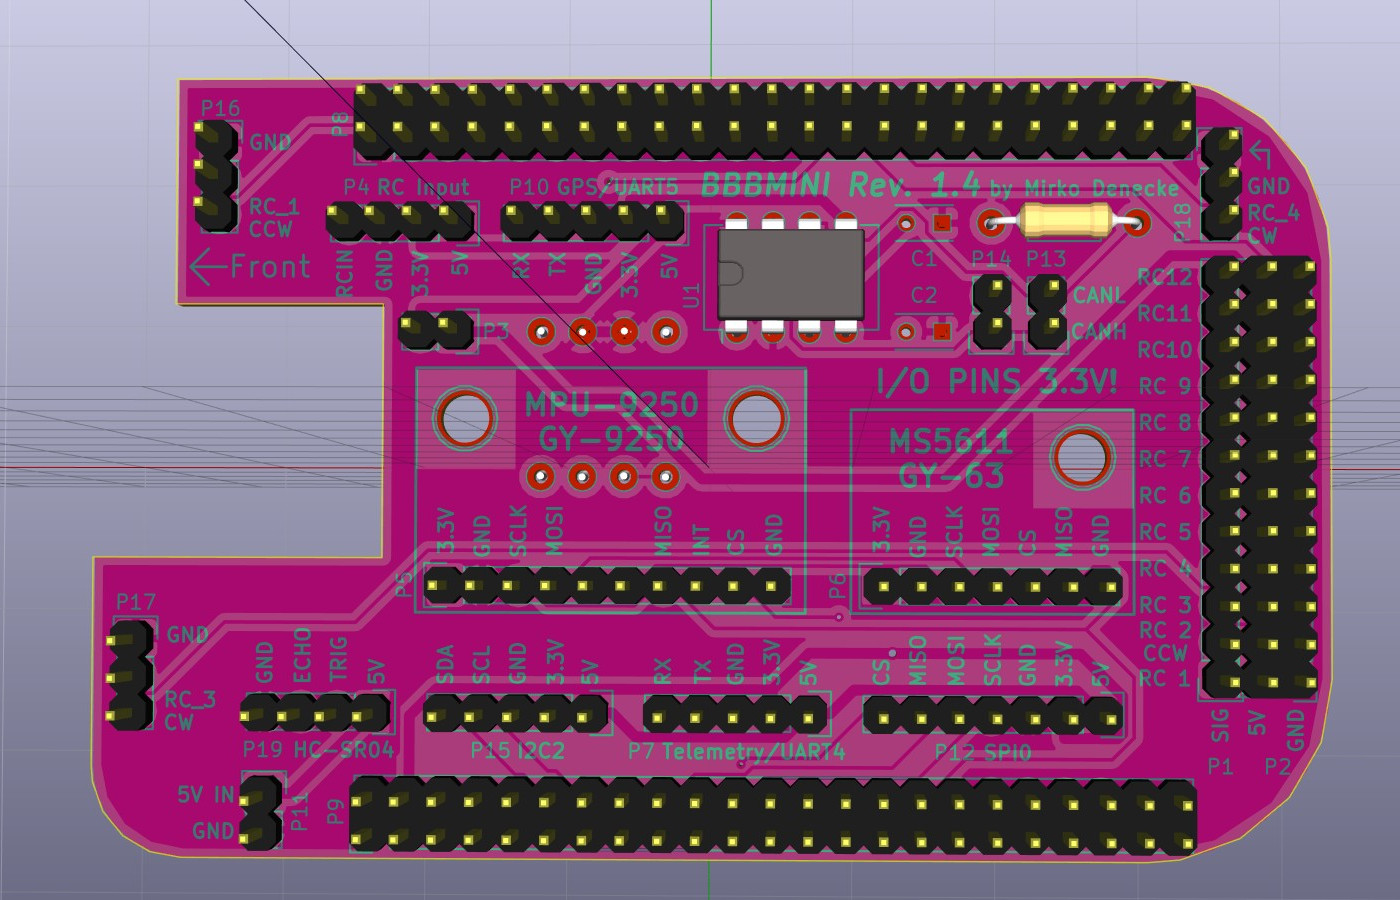 P16
GND
RC_1
CCW
Front
P8
P4 RC Input
RCIN
GND
3.3V
5V
P10 GPS/UART5
RX
TX
GND
3.3V
5V
BBBMINI Rev. 1.4 by Mirko Denecke
U1
C1
C2
P14
P13
CANL
CANH
P18
GND
RC_4
CW
P3
I/O PINS 3.3V!
MPU-9250
GY-9250
3.3V
GND
SCLK
MOSI
MISO
INT
CS
GND
P5
MS5611
GY-63
3.3V
GND
SCLK
MOSI
CS
MISO
GND
P6
RC12
RC11
RC10
RC 9
RC 8
RC 7
RC 6
RC 5
RC 4
RC 3
RC 2
CCW
RC 1
SIG
5V
GND
P1
P2
P17
GND
RC_3
CW
GND
ECHO
TRIG
5V
P19 HC-SR04
SDA
SCL
GND
3.3V
5V
P15 I2C2
RX
TX
GND
3.3V
5V
P7 Telemetry/UART4
CS
MISO
MOSI
SCLK
GND
3.3V
5V
P12 SPI0
5V IN
GND
P11
P9